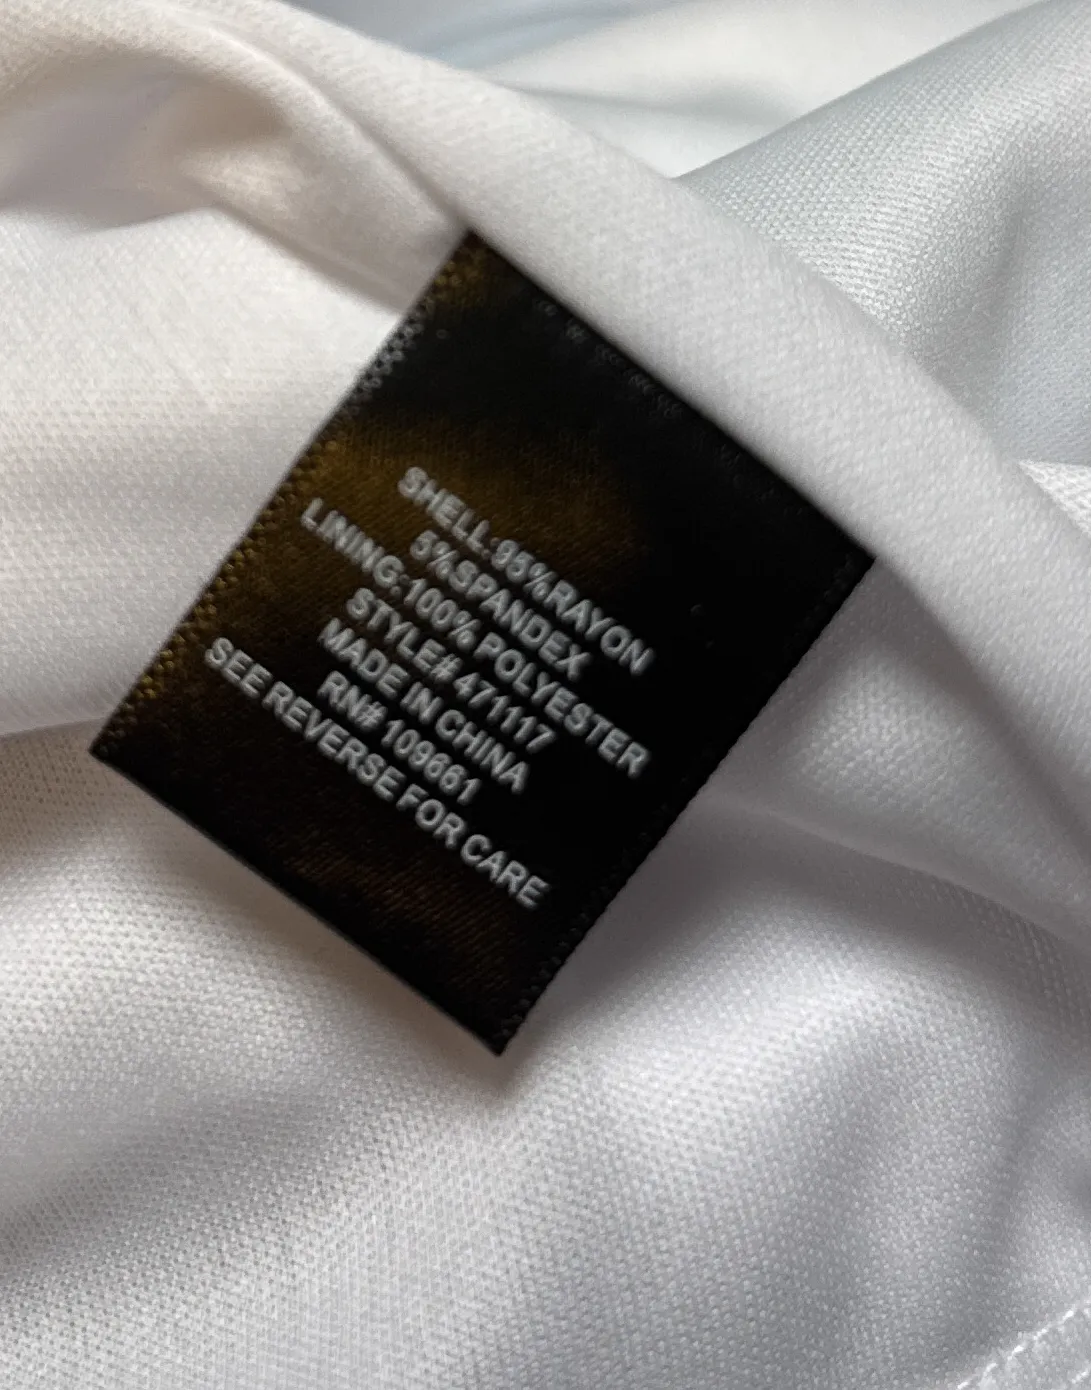 SHELL:95%RAYON
5%SPANDEX
LINING:100% POLYESTER
STYLE# 471117
MADE IN CHINA
RN# 109661
SEE REVERSE FOR CARE